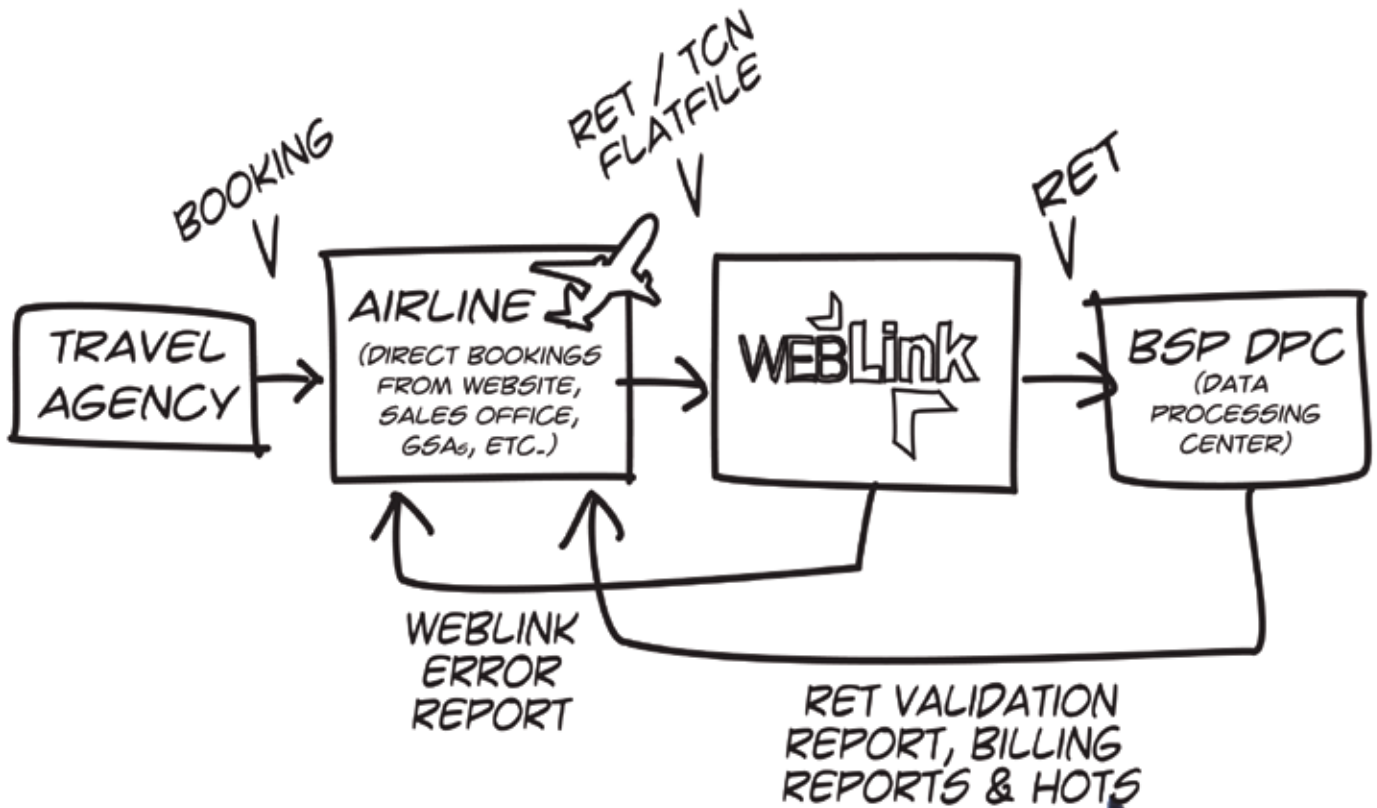 BOOKING
RET / TCN
FLATFILE
RET
TRAVEL
AGENCY
AIRLINE
(DIRECT BOOKINGS
FROM WEBSITE,
SALES OFFICE,
GSAs, ETC..)
WEBLink
BSP DPC
(DATA
PROCESSING
CENTER)
WEBLINK
ERROR
REPORT
RET VALIDATION
REPORT, BILLING
REPORTS & HOTS